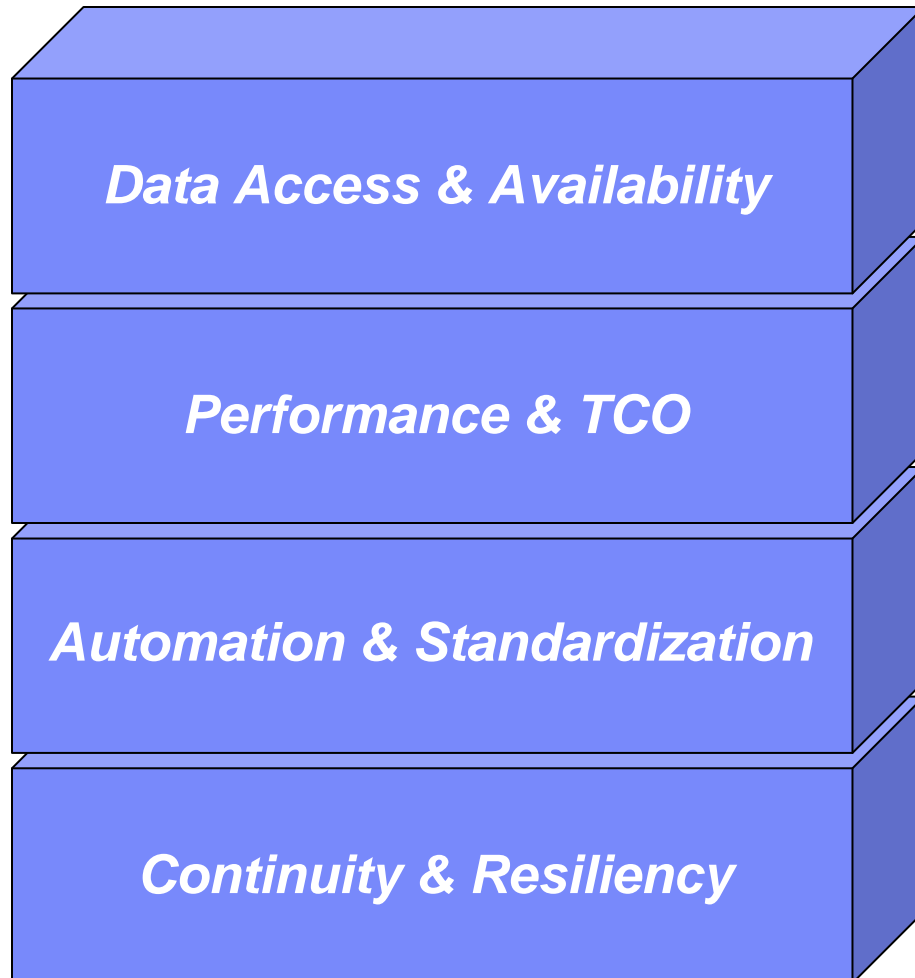 Data Access & Availability
Performance & TCO
Automation & Standardization
Continuity & Resiliency